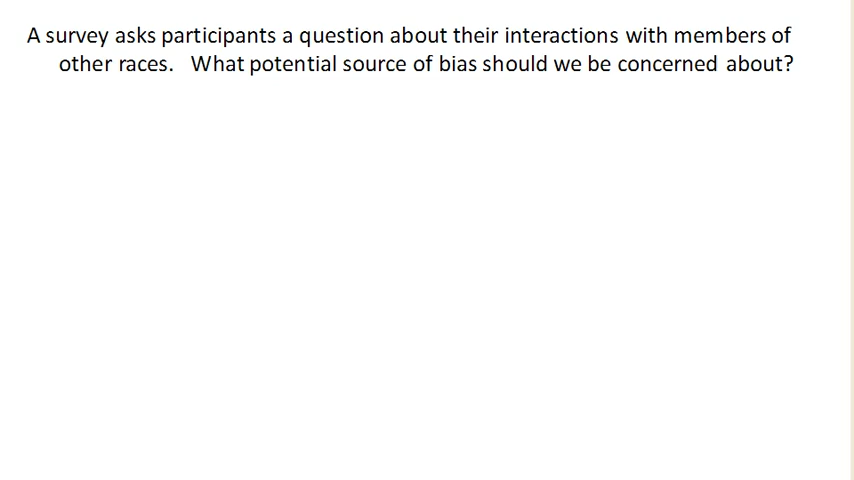 A survey asks participants a question about their interactions with members of
other races. What potential source of bias should we be concerned about?